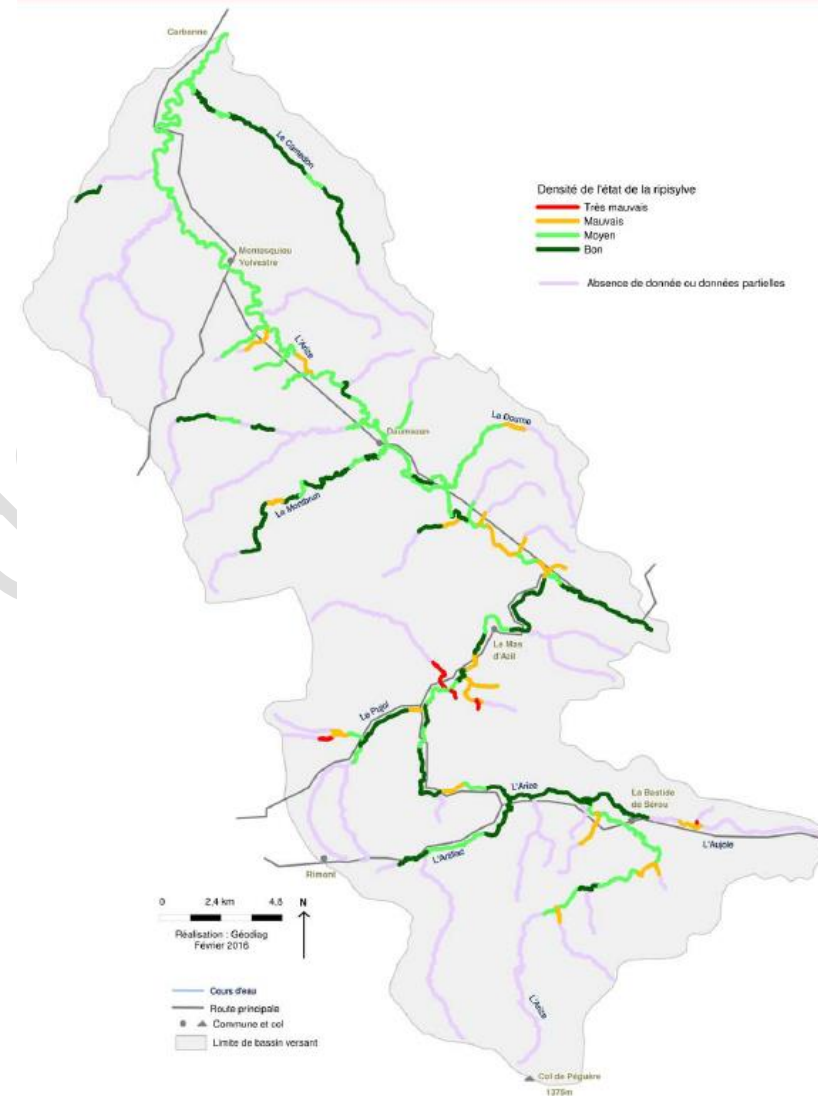 Carbonne
Le Camedon
Densité de l'état de la ripisylve
Très mauvais
Mauvais
Moyen
Bon
Absence de donnée ou données partielles
Montesquieu
Volvestre
L'Arize
La Dourne
Daumazan
Le Montbrun
Le Mas
d'Azil
Le Pujol
L'Arize
La Bastide
de Sérou
L'Aujole
L'Artillac
Rimont
0 2,4 km 4,8
N
Réalisation : Géodiag
Février 2016
L'Arize
Cours d'eau
Route principale
Commune et col
Limite de bassin versant
Col de Péguère
1375m